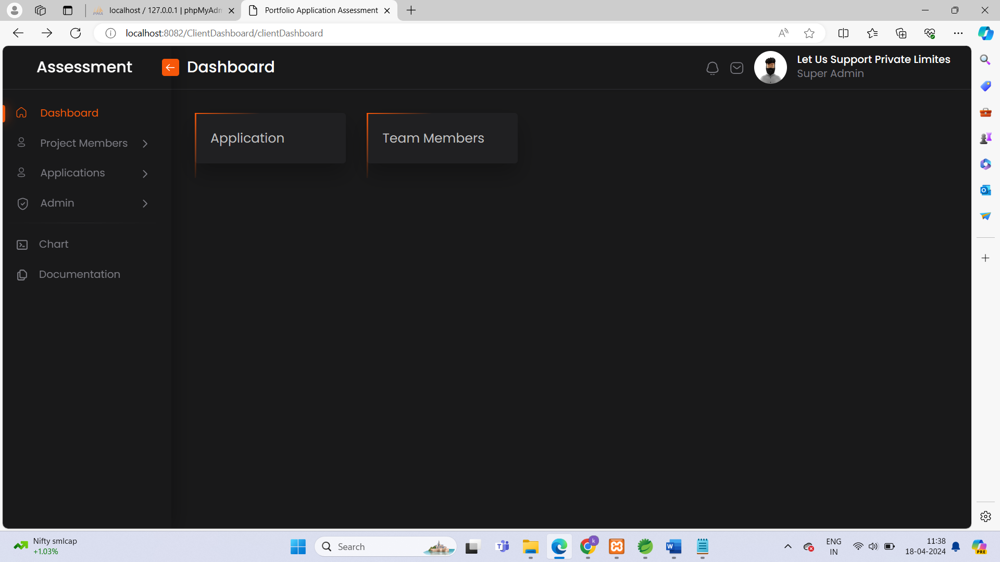 localhost / 127.0.0.1 | phpMyAdm
Portfolio Application Assessment
localhost:8082/ClientDashboard/clientDashboard
Assessment
Dashboard
Let Us Support Private Limites
Super Admin
Dashboard
Project Members
Applications
Admin
Chart
Documentation
Application
Team Members
Nifty smlcap
+1.03%
Search
ENG
IN
11:38
18-04-2024
PRE